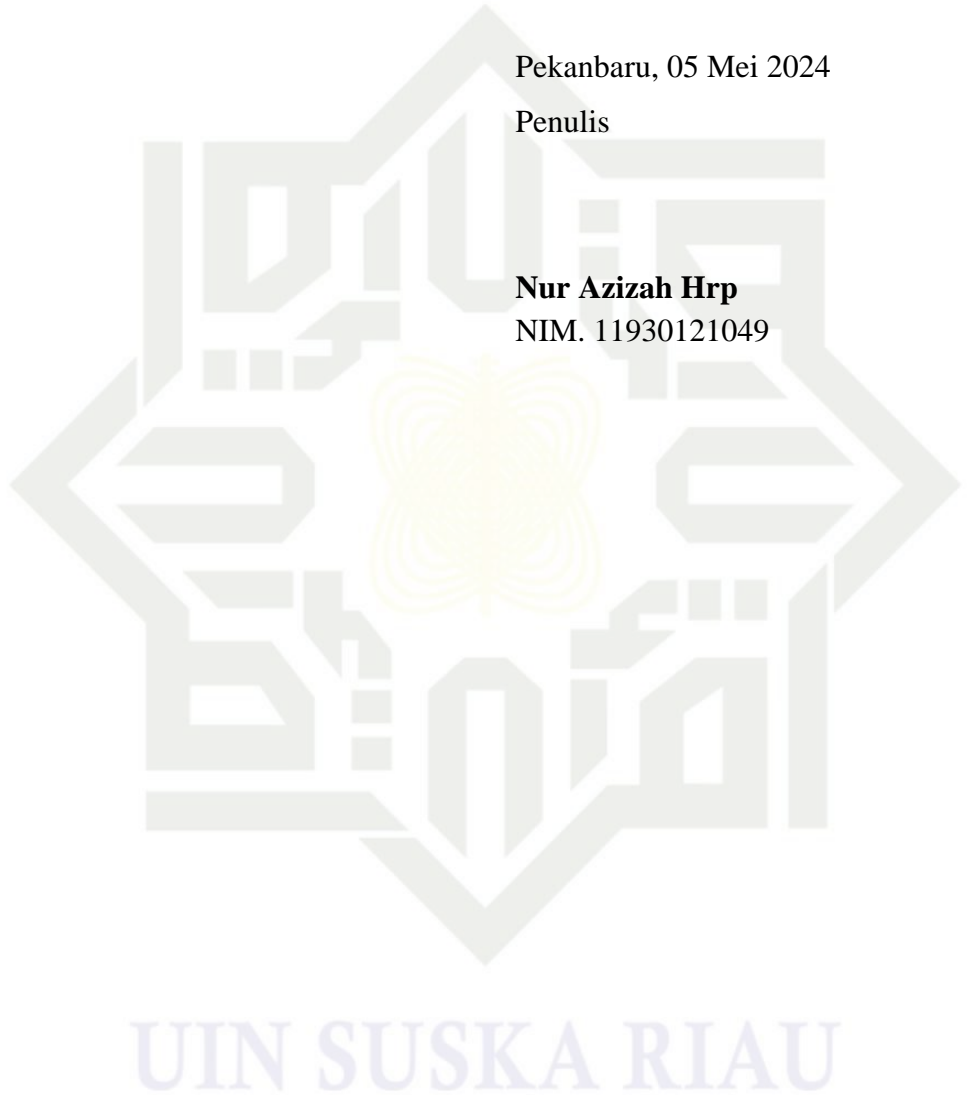 Pekanbaru, 05 Mei 2024
Penulis
Nur Azizah Hrp
NIM. 11930121049
UIN SUSKA RIAU